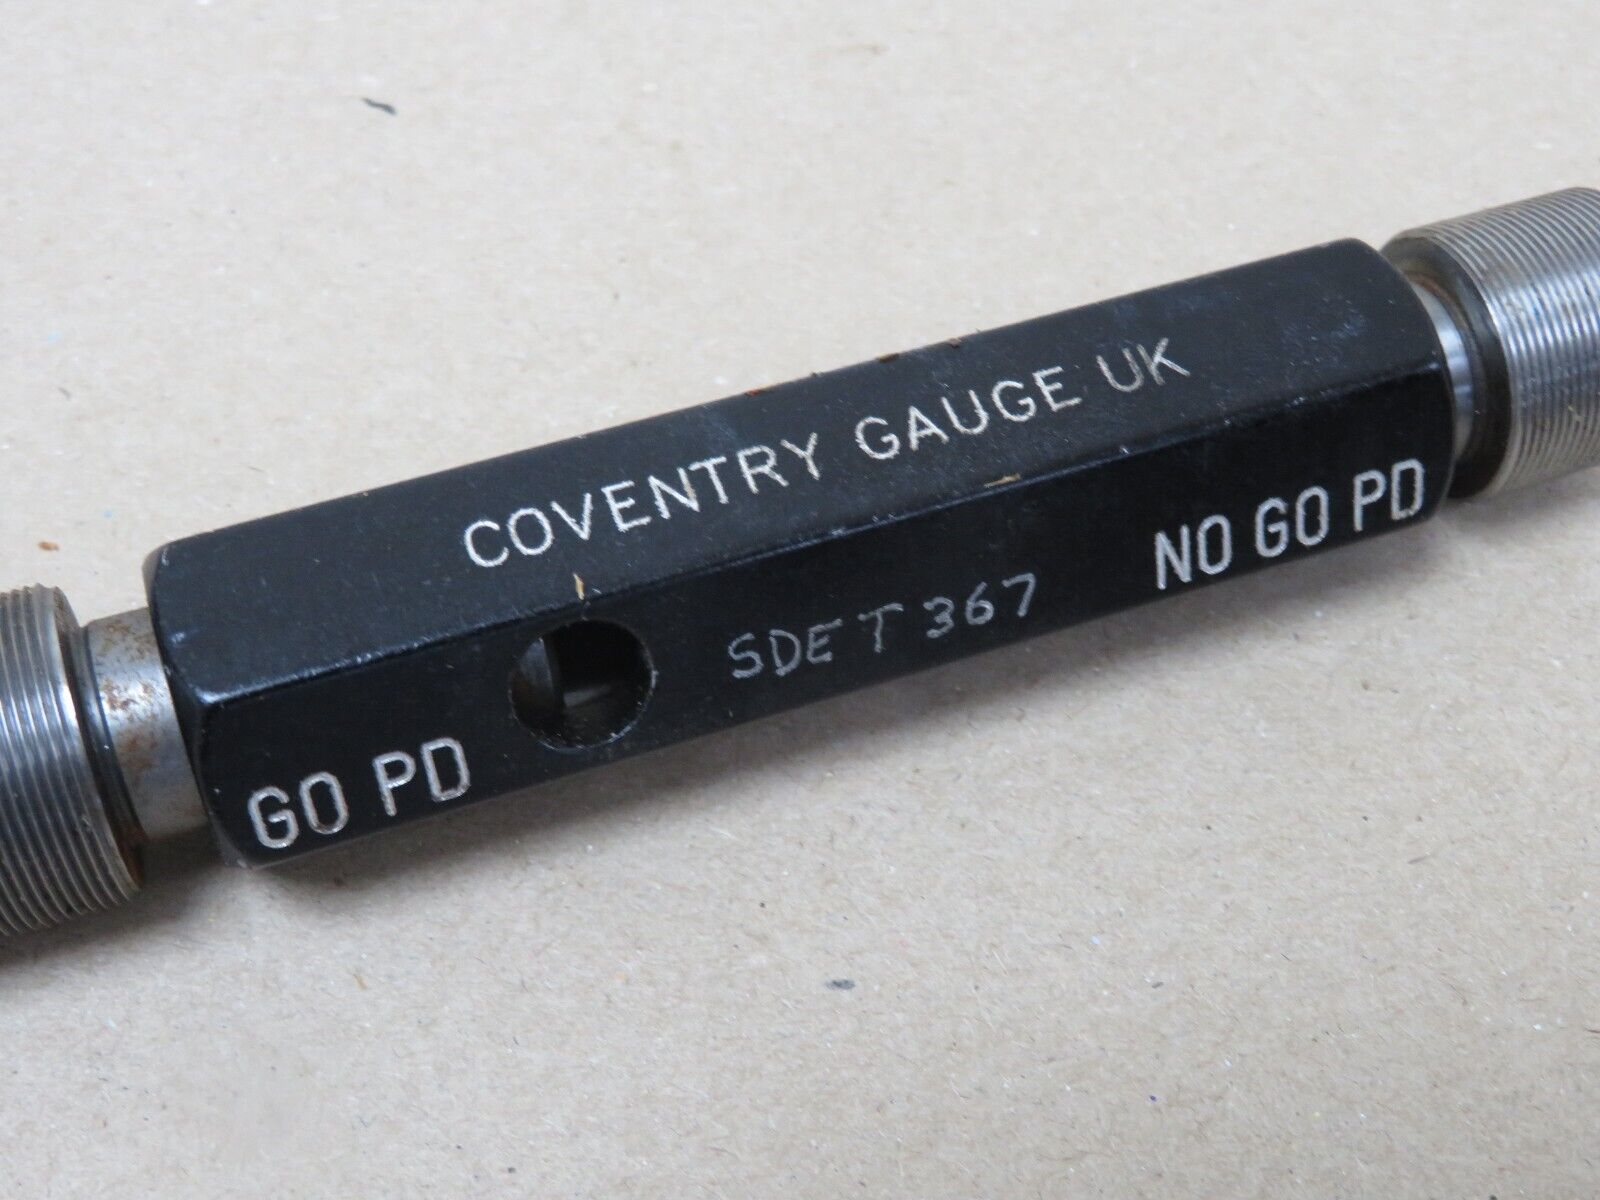 COVENTRY GAUGE UK
GO PD
SDET 367
NO GO PD